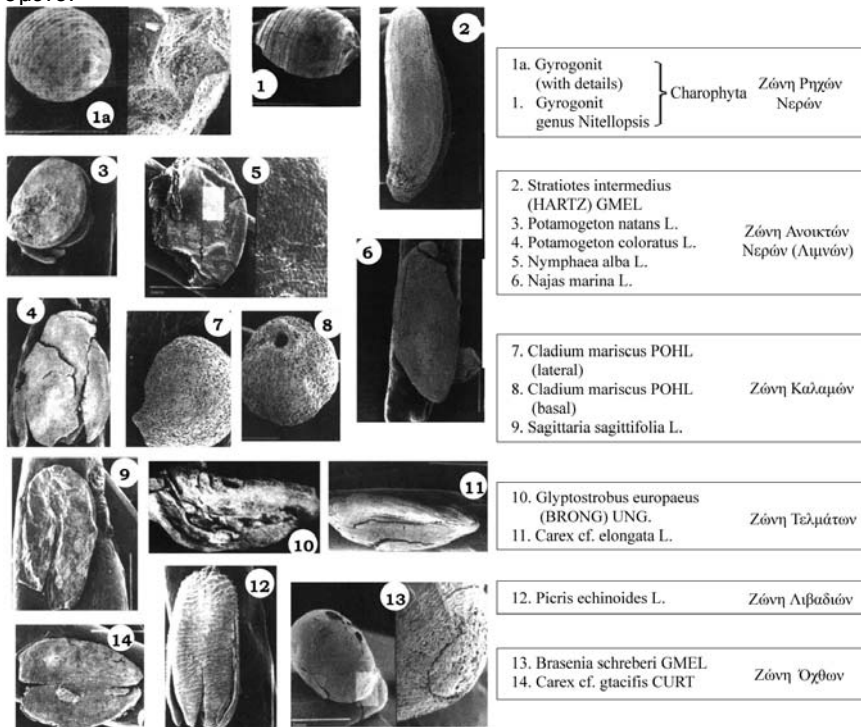 1a
1
2
3
5
6
4
7
8
9
10
11
12
13
14
1a. Gyrogonit
(with details)
1. Gyrogonit
genus Nitellopsis
Charophyta
Ζώνη Ρηχών
Νερών
2. Stratiotes intermedius
(HARTZ) GMEL
3. Potamogeton natans L.
4. Potamogeton coloratus L.
5. Nymphaea alba L.
6. Najas marina L.
Ζώνη Ανοικτών
Νερών (Λιμνών)
7. Cladium mariscus POHL
(lateral)
8. Cladium mariscus POHL
(basal)
9. Sagittaria sagittifolia L.
Ζώνη Καλαμών
10. Glyptostrobus europaeus
(BRONG) UNG.
11. Carex cf. elongata L.
Ζώνη Τελμάτων
12. Picris echinoides L.
Ζώνη Λιβαδιών
13. Brasenia schreberi GMEL
14. Carex cf. gtacifis CURT
Ζώνη Όχθων